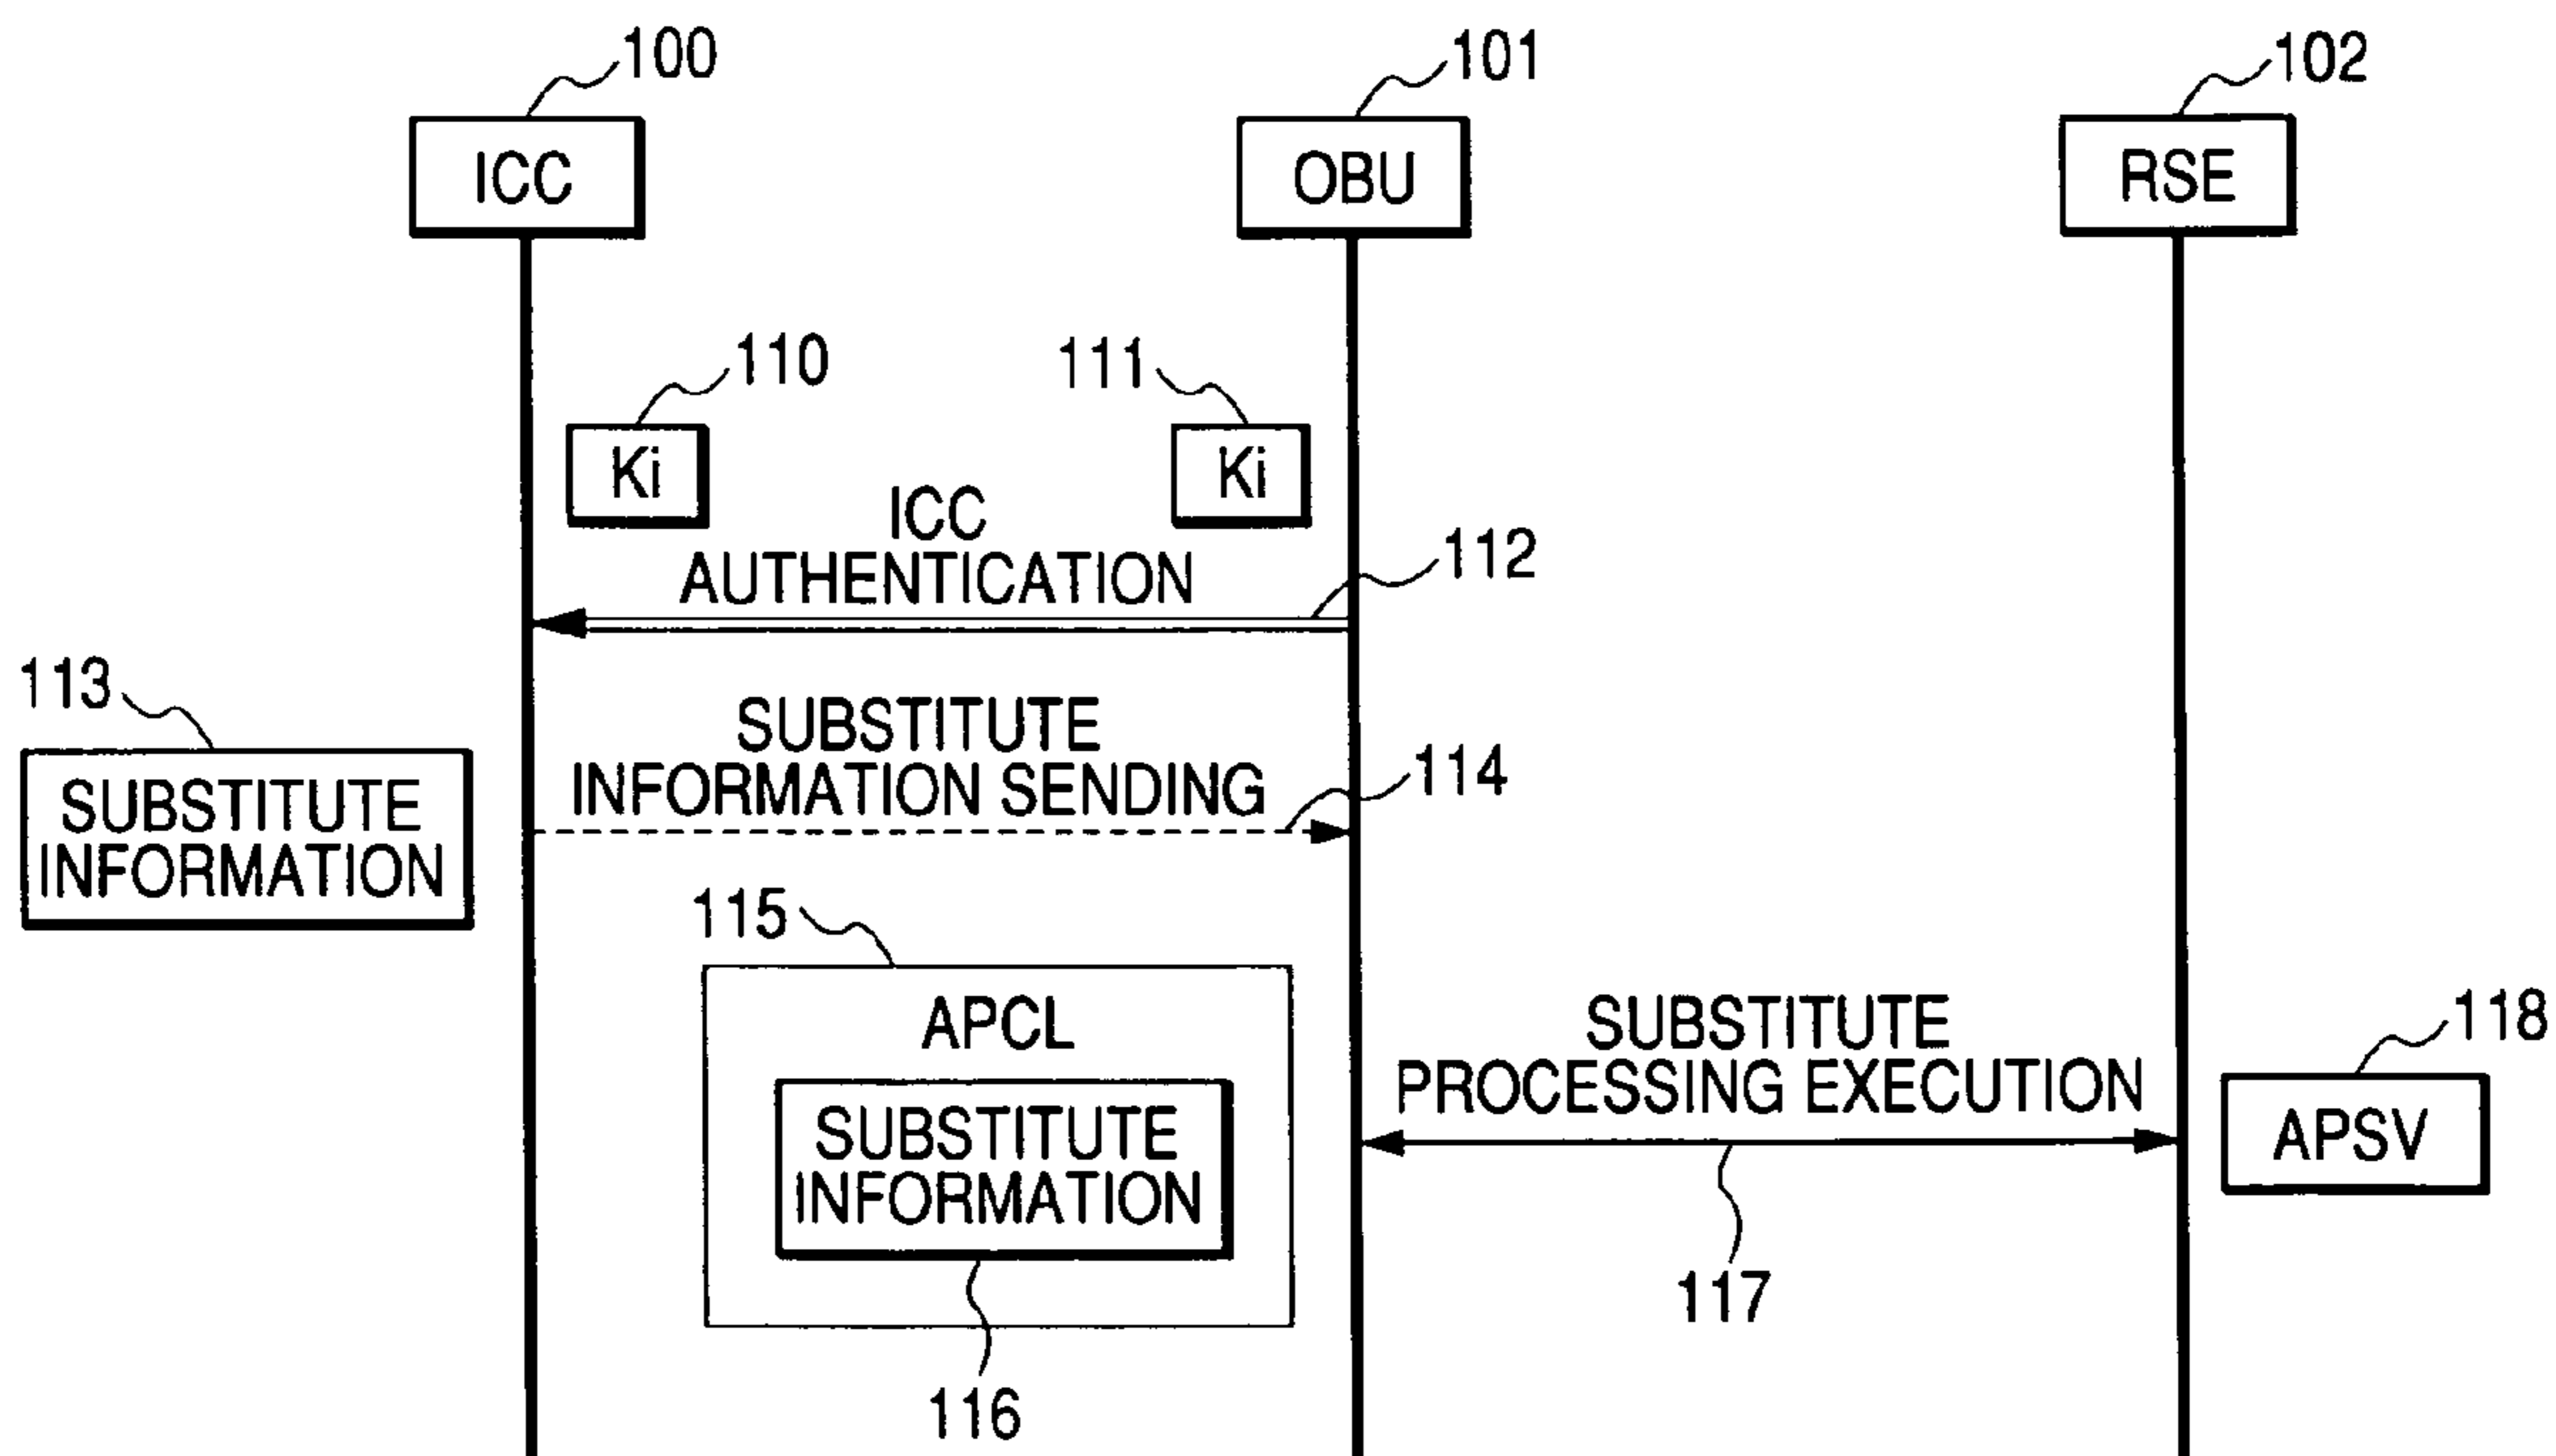 100
101
102
ICC
OBU
RSE
110
111
Ki
Ki
ICC
AUTHENTICATION
112
113
SUBSTITUTE
INFORMATION SENDING
114
SUBSTITUTE
INFORMATION
115
APCL
SUBSTITUTE
INFORMATION
116
SUBSTITUTE
PROCESSING EXECUTION
117
118
APSV